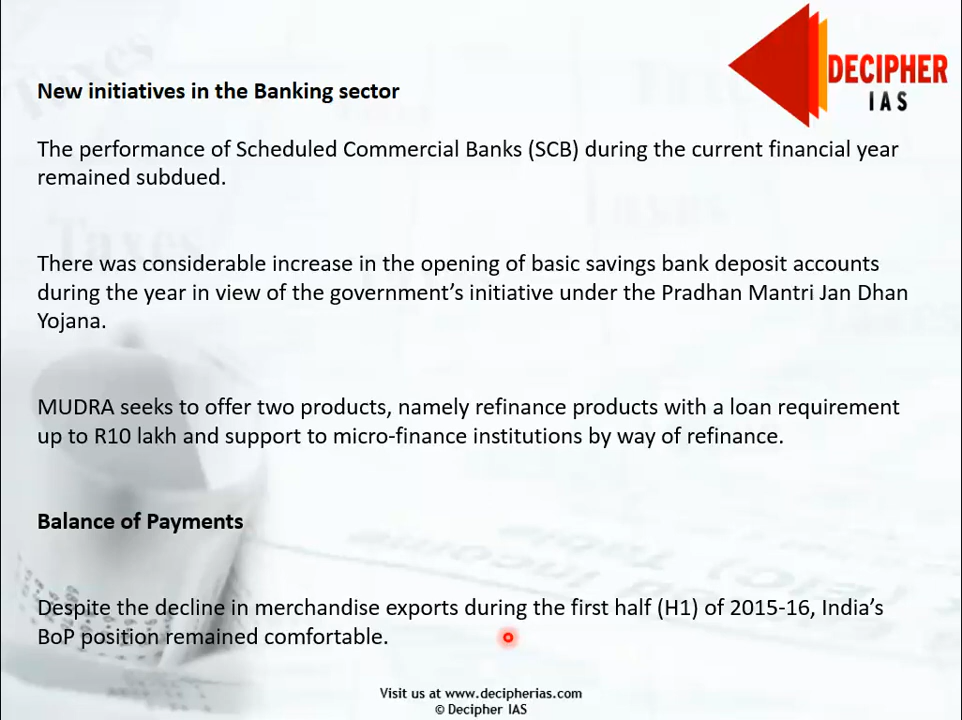 DECIPHER
IAS
New initiatives in the Banking sector
The performance of Scheduled Commercial Banks (SCB) during the current financial year
remained subdued.
There was considerable increase in the opening of basic savings bank deposit accounts
during the year in view of the government's initiative under the Pradhan Mantri Jan Dhan
Yojana.
MUDRA seeks to offer two products, namely refinance products with a loan requirement
up to R10 lakh and support to micro-finance institutions by way of refinance.
Balance of Payments
Despite the decline in merchandise exports during the first half (H1) of 2015-16, India's
BoP position remained comfortable.
Visit us at www.decipherias.com
© Decipher IAS